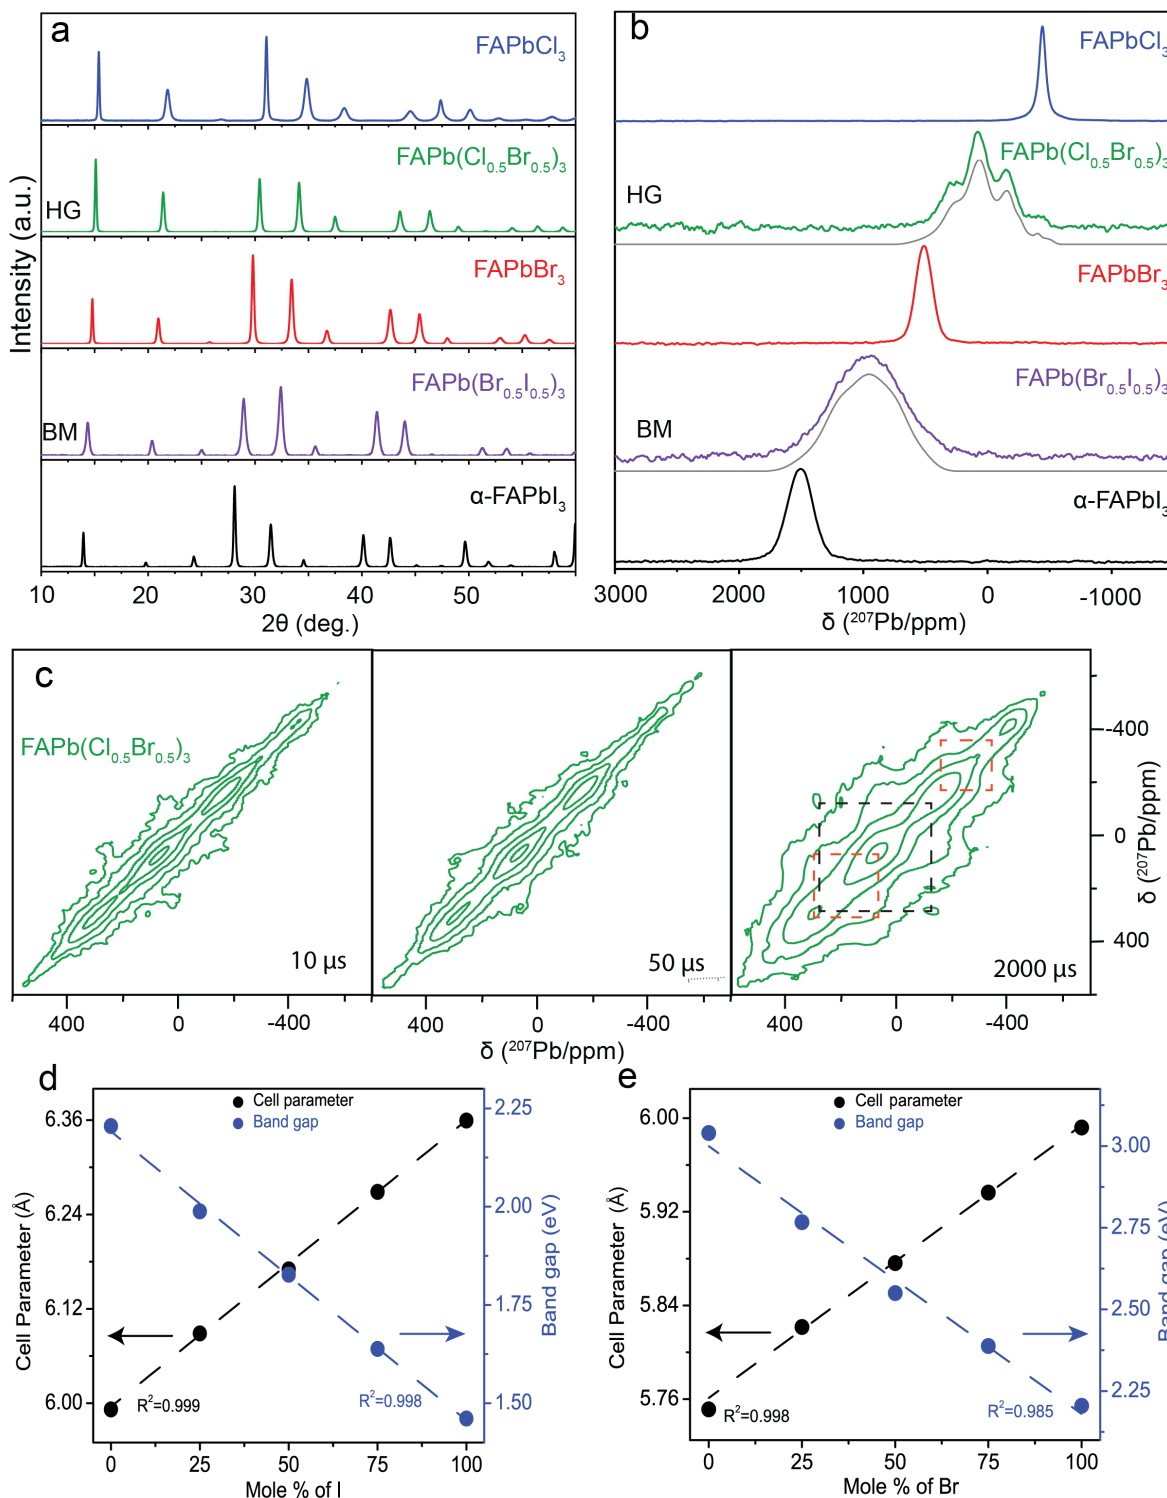 a
FAPbCl3
FAPb(Cl0.5Br0.5)3
HG
FAPbBr3
FAPb(Br0.5I0.5)3
BM
α-FAPbI3
Intensity (a.u.)
10 20 30 40 50
2θ (deg.)
b
FAPbCl3
FAPb(Cl0.5Br0.5)3
HG
FAPbBr3
FAPb(Br0.5I0.5)3
BM
α-FAPbI3
3000 2000 1000 0 -1000
δ (207Pb/ppm)
c
FAPb(Cl0.5Br0.5)3
10 µs
50 µs
2000 µs
-400
0
400
δ (207Pb/ppm)
400 0 -400
400 0 -400
400 0 -400
δ (207Pb/ppm)
d
Cell parameter
Band gap
6.36
6.24
6.12
6.00
Cell Parameter (Å)
2.25
2.00
1.75
1.50
Band gap (eV)
R2=0.999
R2=0.998
0 25 50 75 100
Mole % of I
e
Cell parameter
Band gap
6.00
5.92
5.84
5.76
Cell Parameter (Å)
3.00
2.75
2.50
2.25
Band gap (eV)
R2=0.998
R2=0.985
0 25 50 75 100
Mole % of Br